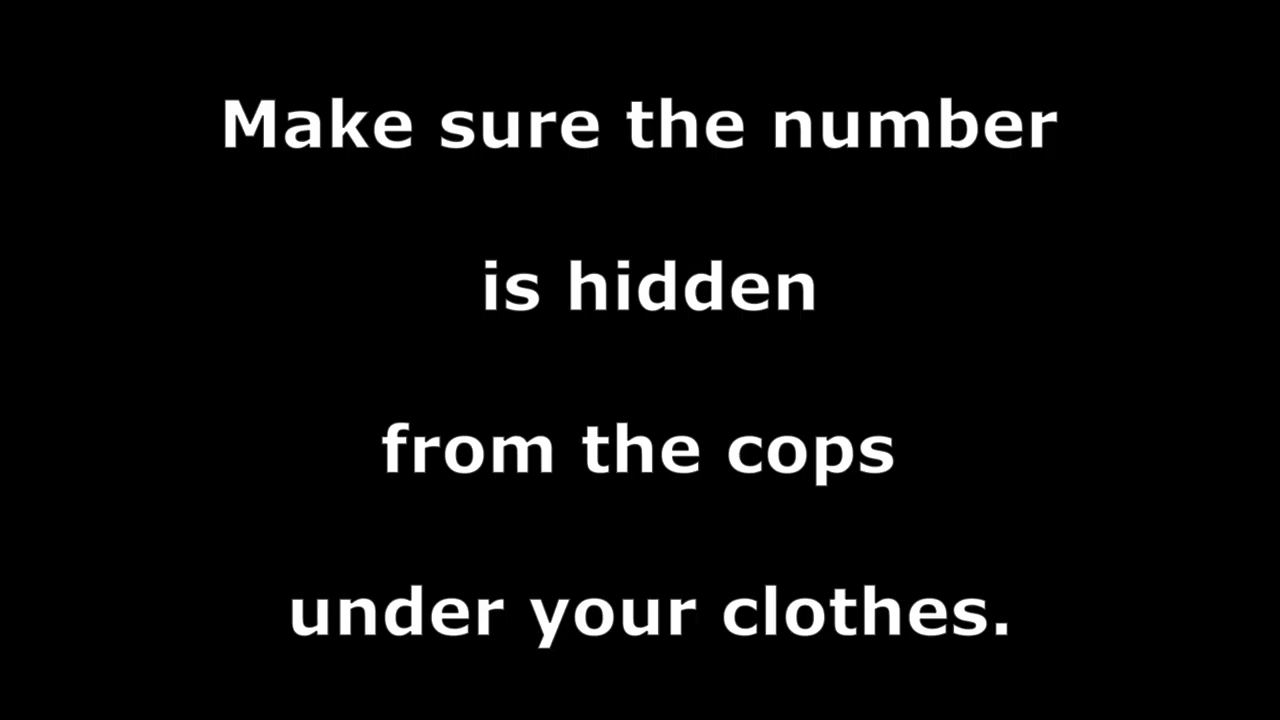 Make sure the number
is hidden
from the cops
under your clothes.